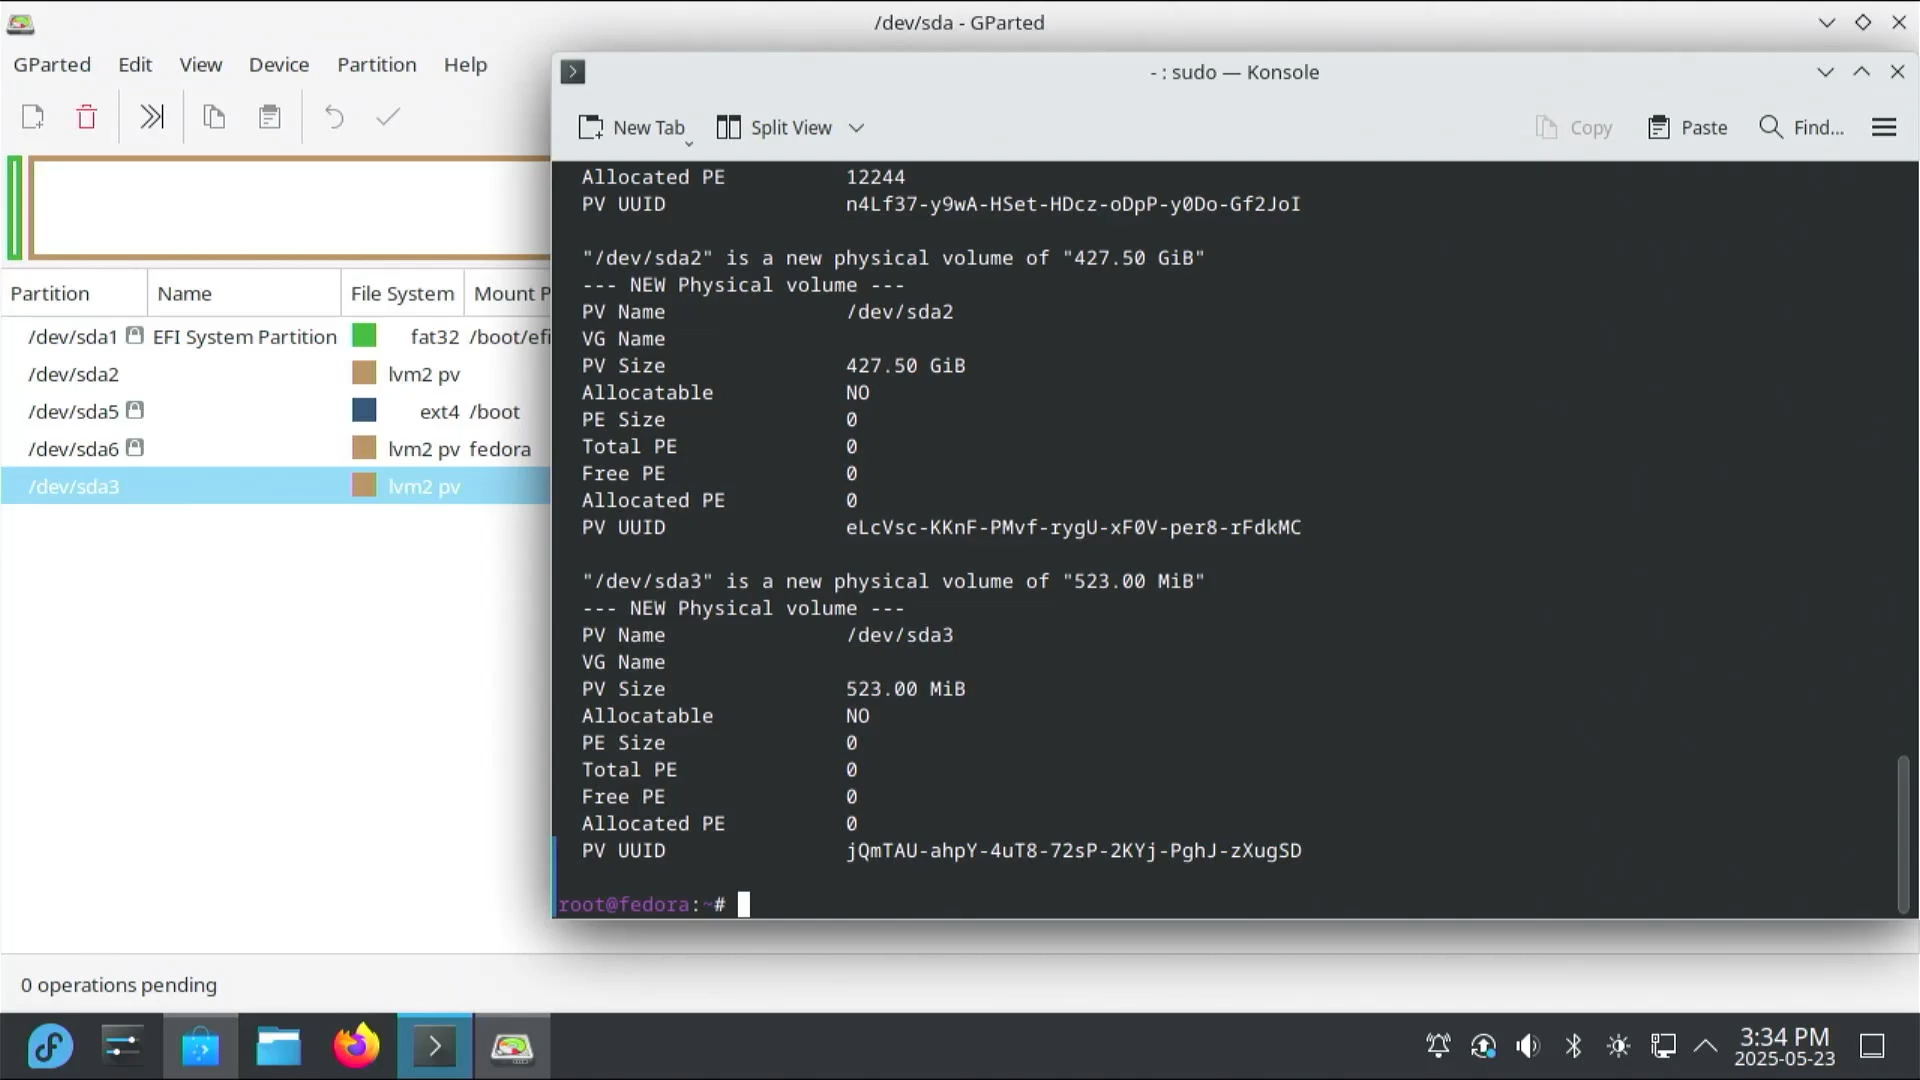 /dev/sda - GParted
GParted Edit View Device Partition Help
Partition Name File System Mount P
/dev/sda1 EFI System Partition fat32 /boot/efi
/dev/sda2 lvm2 pv
/dev/sda5 ext4 /boot
/dev/sda6 lvm2 pv fedora
/dev/sda3 lvm2 pv
0 operations pending
- : sudo — Konsole
New Tab Split View Copy Paste Find...
Allocated PE 12244
PV UUID n4Lf37-y9wA-HSet-HDcz-oDpP-y0Do-Gf2JoI
"/dev/sda2" is a new physical volume of "427.50 GiB"
--- NEW Physical volume ---
PV Name /dev/sda2
VG Name
PV Size 427.50 GiB
Allocatable NO
PE Size 0
Total PE 0
Free PE 0
Allocated PE 0
PV UUID eLcVsc-KKnF-PMvf-rygU-xF0V-per8-rFdkMC
"/dev/sda3" is a new physical volume of "523.00 MiB"
--- NEW Physical volume ---
PV Name /dev/sda3
VG Name
PV Size 523.00 MiB
Allocatable NO
PE Size 0
Total PE 0
Free PE 0
Allocated PE 0
PV UUID jQmTAU-ahpY-4uT8-72sP-2KYj-PghJ-zXugSD
root@fedora:~#
3:34 PM
2025-05-23